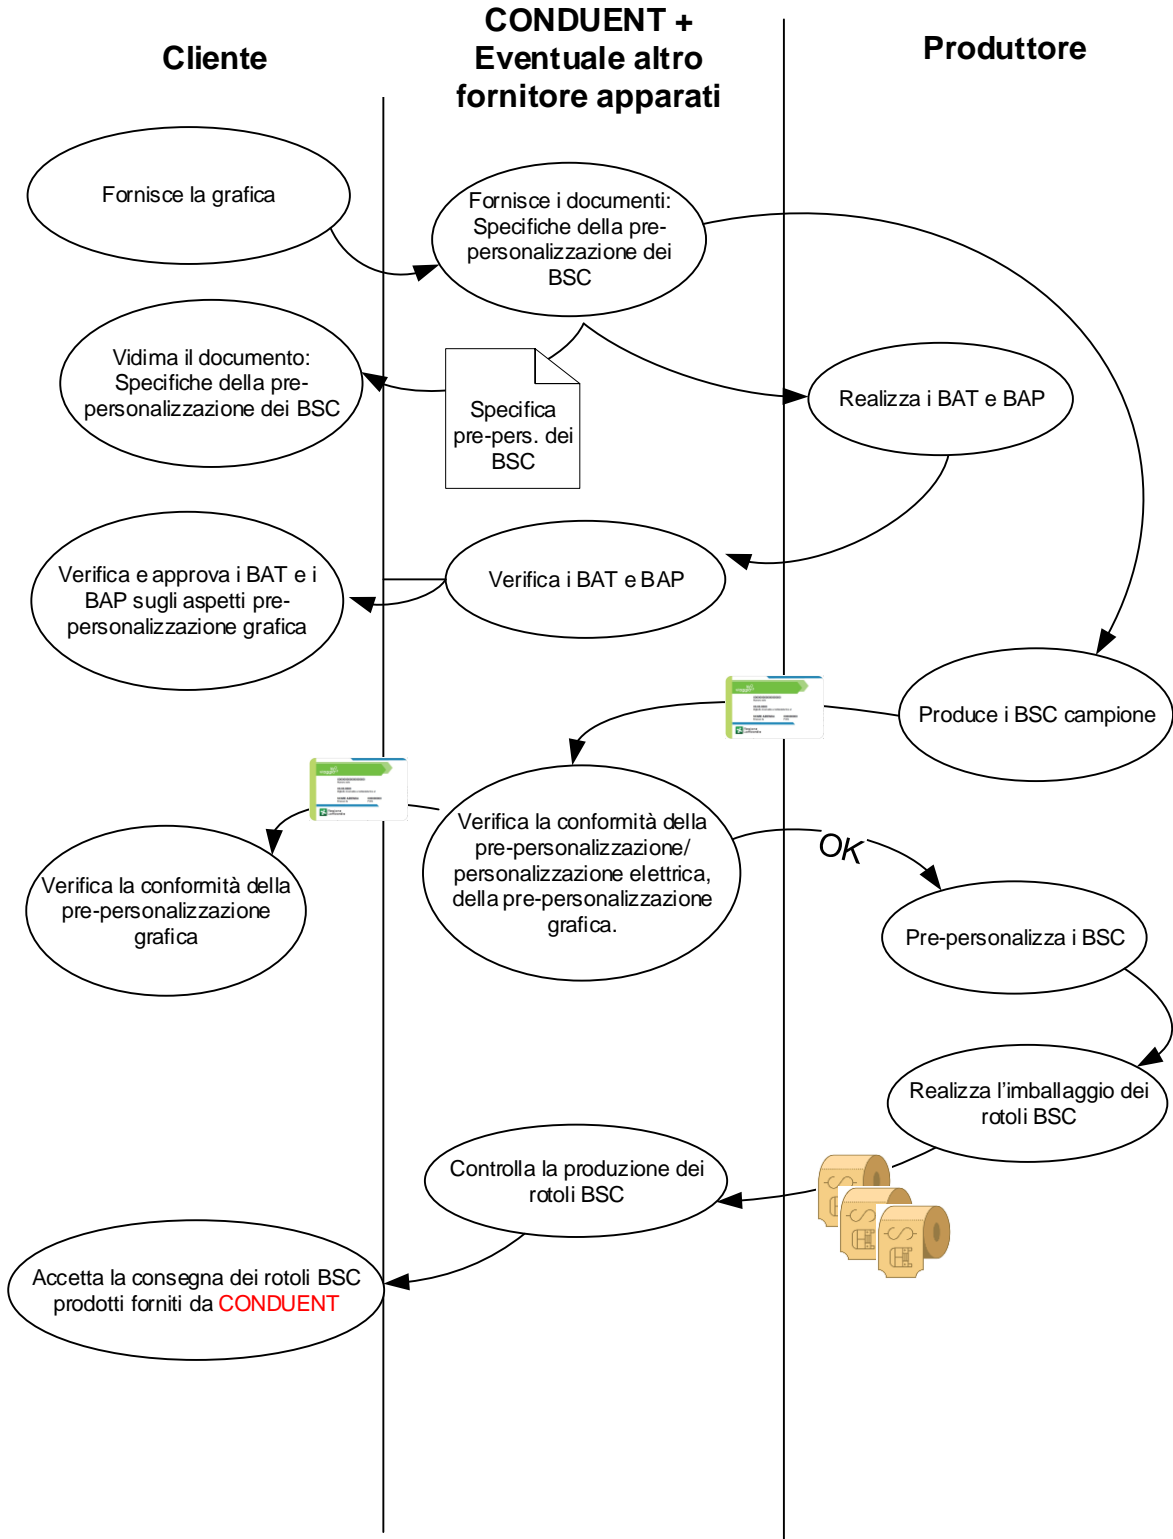 Cliente
CONDUENT +
Eventuale altro
fornitore apparati
Produttore
Fornisce la grafica
Fornisce i documenti:
Specifiche della pre-
personalizzazione dei
BSC
Vidima il documento:
Specifiche della pre-
personalizzazione dei BSC
Specifica
pre-pers. dei
BSC
Realizza i BAT e BAP
Verifica e approva i BAT e i
BAP sugli aspetti pre-
personalizzazione grafica
Verifica i BAT e BAP
Produce i BSC campione
Verifica la conformità della
pre-personalizzazione/
personalizzazione elettrica,
della pre-personalizzazione
grafica.
OK
Verifica la conformità della
pre-personalizzazione
grafica
Pre-personalizza i BSC
Realizza l'imballaggio dei
rotoli BSC
Controlla la produzione dei
rotoli BSC
Accetta la consegna dei rotoli BSC
prodotti forniti da CONDUENT